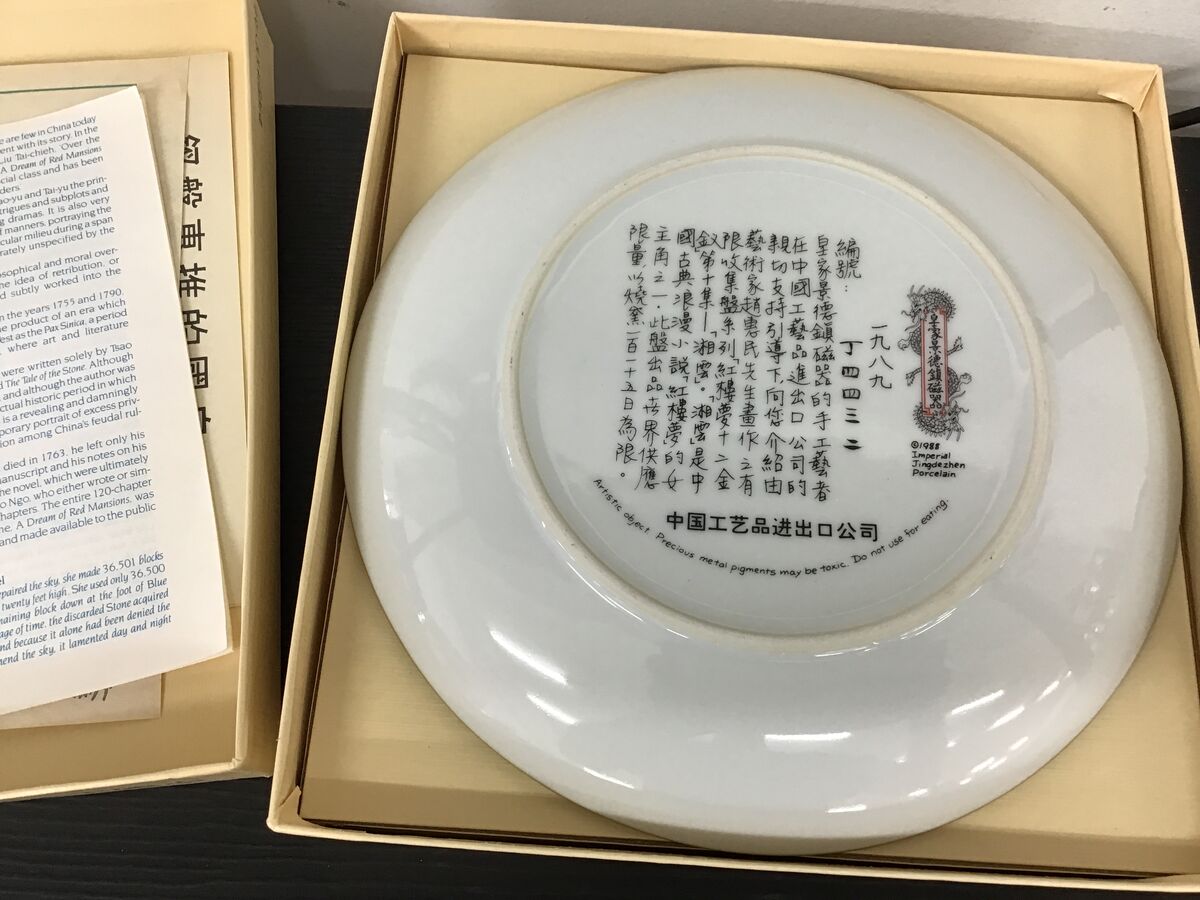 are few in China today
ent with its story. In the
Liu Tai-chieh, "Over the
A Dream of Red Mansions
cial class and has been
ders.
ao-yu and Tai-yu the prin-
trigues and subplots and
g dramas. It is also very
f manners, portraying the
cular milieu during a span
rately unspecified by the
osophical and moral over-
he idea of retribution, or
d subtly worked into the
n the years 1755 and 1790.
he product of an era which
est as the Pax Sinica, a period
where art and literature
were written solely by Tsao
d The Tale of the Stone. Although
and although the author was
ctual historic period in which
is a revealing and damningly
porary portrait of excess priv-
ion among China's feudal rul-
died in 1763, he left only his
manuscript and his notes on his
he novel, which were ultimately
o Ngo, who either wrote or sim-
hapters. The entire 120-chapter
e, A Dream of Red Mansions, was
and made available to the public
el
epaired the sky, she made 36,501 blocks
twenty feet high. She used only 36,500
maining block down at the foot of Blue
age of time, the discarded Stone acquired
nd because it alone had been denied the
mend the sky, it lamented day and night
皇家景德鎮磁器
©1988
Imperial
Jingdezhen
Porcelain
一九八九
丁四四三二
編號：
皇家景德鎮磁器的手工藝者
在中國工藝品進出口公司的
親切支持引導下,向您介紹由
藝術家趙惠民先生畫作之有
限收集盤系列「紅樓夢十二金
釵」第十集—「湘雲」。「湘雲」是中
國古典浪漫小說「紅樓夢」的女
主角之一,此盤出品世界供應
限量以燒窯一百一十五日為限。
中国工艺品进出口公司
Artistic object. Precious metal pigments may be toxic. Do not use for eating.